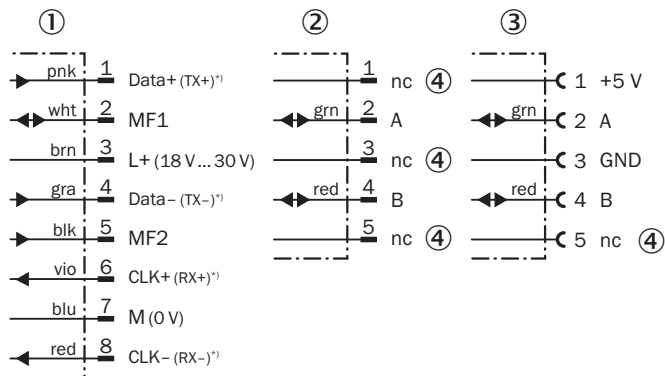 ① ② ③
pnk 1 Data+ (TX+)*)
wht 2 MF1
brn 3 L+ (18 V ... 30 V)
gra 4 Data– (TX–)*)
blk 5 MF2
vio 6 CLK+ (RX+)*)
blu 7 M (0 V)
red 8 CLK– (RX–)*)
1 nc ④
grn 2 A
3 nc ④
red 4 B
5 nc ④
1 +5 V
grn 2 A
3 GND
red 4 B
5 nc ④